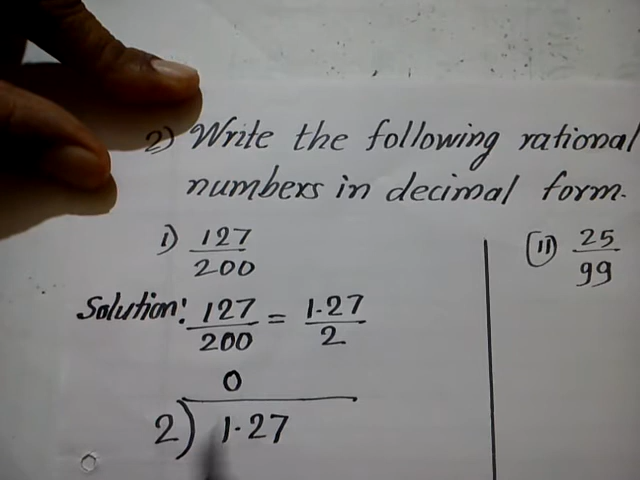 2) Write the following rational
numbers in decimal form.
i) 127/200
(ii) 25/99
Solution: 127/200 = 1.27/2
0
2) 1.27